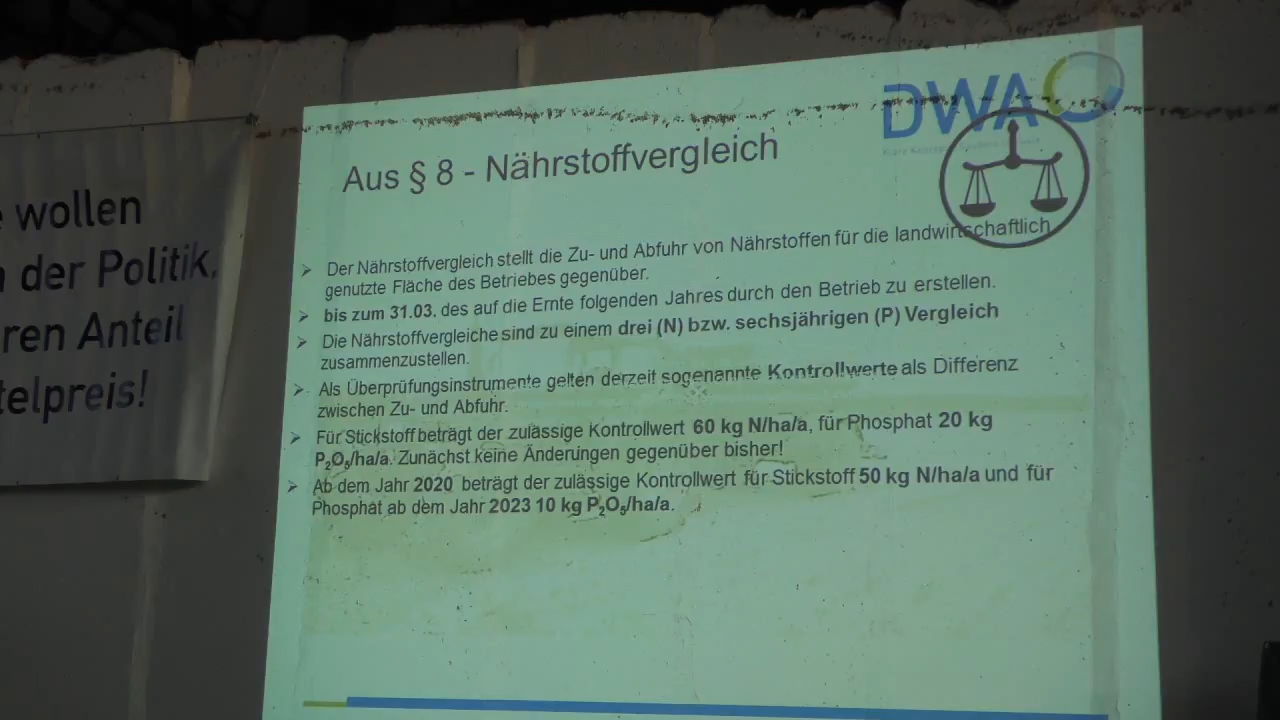 wollen
der Politik,
ren Anteil
telpreis!
DWA
Aus § 8 - Nährstoffvergleich
➢ Der Nährstoffvergleich stellt die Zu- und Abfuhr von Nährstoffen für die landwirtschaftlich
genutzte Fläche des Betriebes gegenüber.
➢ bis zum 31.03. des auf die Ernte folgenden Jahres durch den Betrieb zu erstellen.
➢ Die Nährstoffvergleiche sind zu einem drei (N) bzw. sechsjährigen (P) Vergleich
zusammenzustellen.
➢ Als Überprüfungsinstrumente gelten derzeit sogenannte Kontrollwerte als Differenz
zwischen Zu- und Abfuhr.
➢ Für Stickstoff beträgt der zulässige Kontrollwert 60 kg N/ha/a, für Phosphat 20 kg
P₂O₅/ha/a. Zunächst keine Änderungen gegenüber bisher!
➢ Ab dem Jahr 2020 beträgt der zulässige Kontrollwert für Stickstoff 50 kg N/ha/a und für
Phosphat ab dem Jahr 2023 10 kg P₂O₅/ha/a.